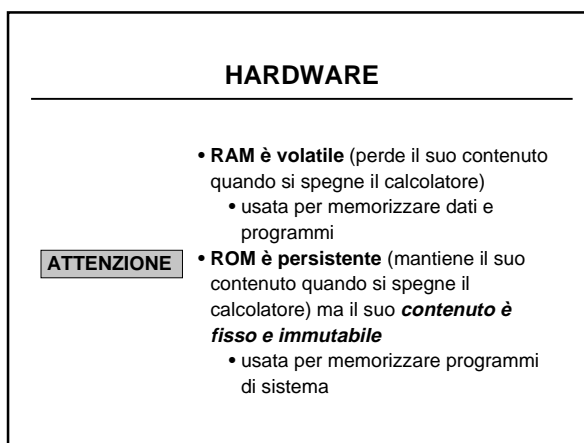 HARDWARE
• RAM è volatile (perde il suo contenuto
quando si spegne il calcolatore)
• usata per memorizzare dati e
programmi
ATTENZIONE
• ROM è persistente (mantiene il suo
contenuto quando si spegne il
calcolatore) ma il suo contenuto è
fisso e immutabile
• usata per memorizzare programmi
di sistema